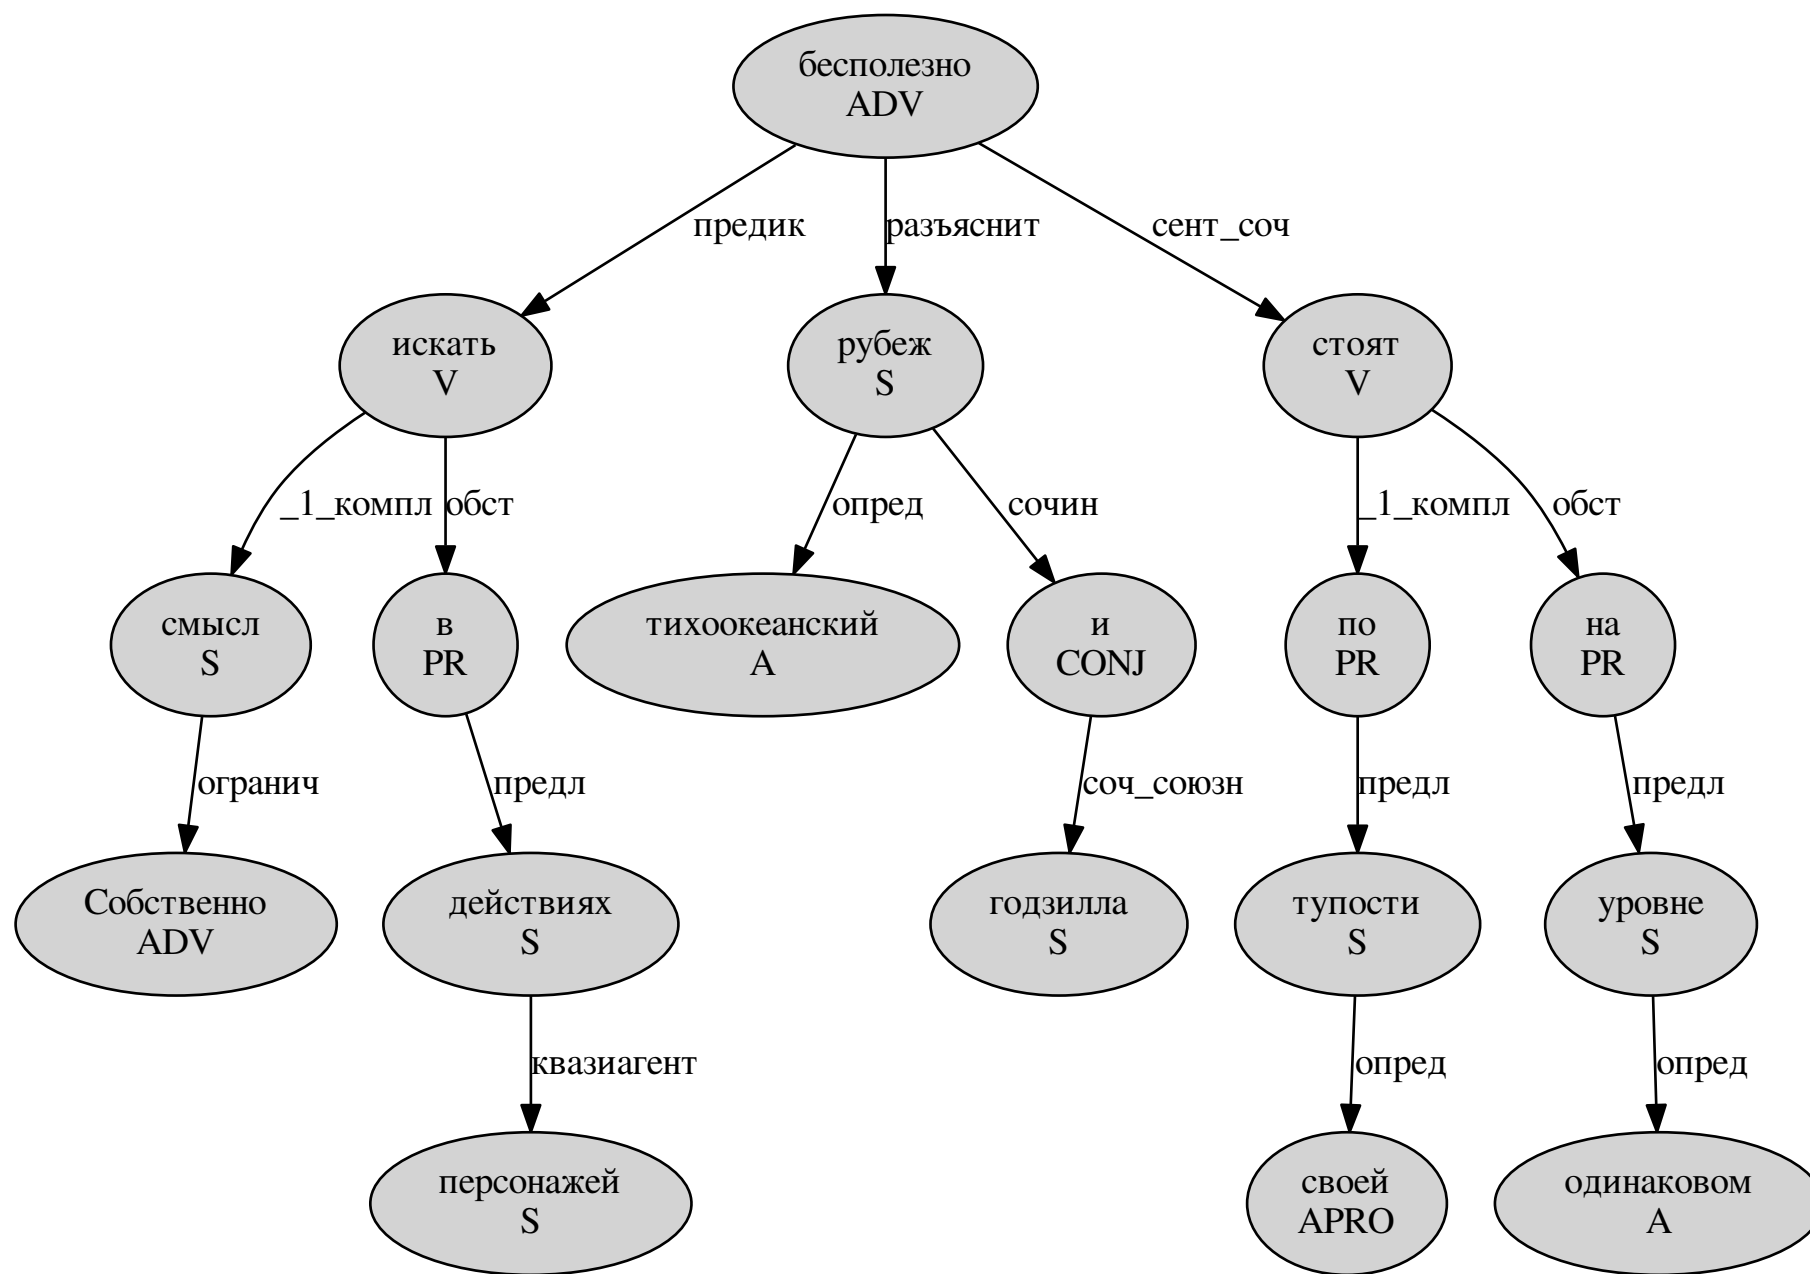 бесполезно
ADV
предик
разъяснит
сент_соч
искать
V
рубеж
S
стоят
V
_1_компл
обст
опред
сочин
_1_компл
обст
смысл
S
в
PR
тихоокеанский
A
и
CONJ
по
PR
на
PR
огранич
предл
соч_союзн
предл
предл
Собственно
ADV
действиях
S
годзилла
S
тупости
S
уровне
S
квазиагент
опред
опред
персонажей
S
своей
APRO
одинаковом
A